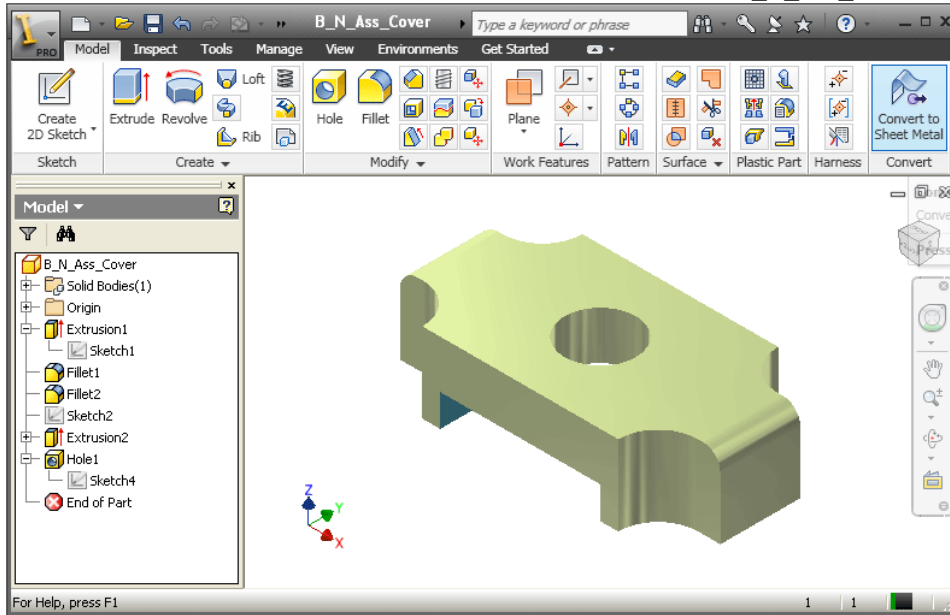 B_N_Ass_Cover
Type a keyword or phrase
PRO
Model Inspect Tools Manage View Environments Get Started
Create 2D Sketch
Extrude Revolve
Loft
Rib
Hole Fillet
Plane
Convert to Sheet Metal
Sketch Create Modify Work Features Pattern Surface Plastic Part Harness Convert
Model
B_N_Ass_Cover
Solid Bodies(1)
Origin
Extrusion1
Sketch1
Fillet1
Fillet2
Sketch2
Extrusion2
Hole1
Sketch4
End of Part
Z
Y
X
Conve
Press
For Help, press F1
1 1